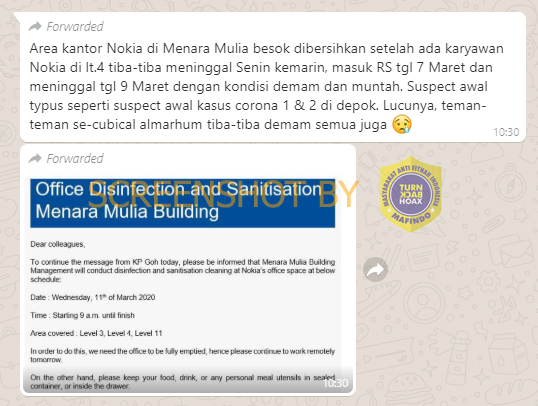 Forwarded
Area kantor Nokia di Menara Mulia besok dibersihkan setelah ada karyawan
Nokia di lt.4 tiba-tiba meninggal Senin kemarin, masuk RS tgl 7 Maret dan
meninggal tgl 9 Maret dengan kondisi demam dan muntah. Suspect awal
typus seperti suspect awal kasus corona 1 & 2 di depok. Lucunya, teman-
teman se-cubical almarhum tiba-tiba demam semua juga 😢
10:30
Forwarded
Office Disinfection and Sanitisation
Menara Mulia Building
SCREENSHOT BY
MASYARAKAT ANTI FITNAH INDONESIA
TURN
BACK
HOAX
MAFINDO
Dear colleagues,
To continue the message from KP Goh today, please be informed that Menara Mulia Building
Management will conduct disinfection and sanitisation cleaning at Nokia's office space at below
schedule:
Date : Wednesday, 11th of March 2020
Time : Starting 9 a.m. until finish
Area covered : Level 3, Level 4, Level 11
In order to do this, we need the office to be fully emptied, hence please continue to work remotely
tomorrow.
On the other hand, please keep your food, drink, or any personal meal utensils in sealed
container, or inside the drawer.
10:30